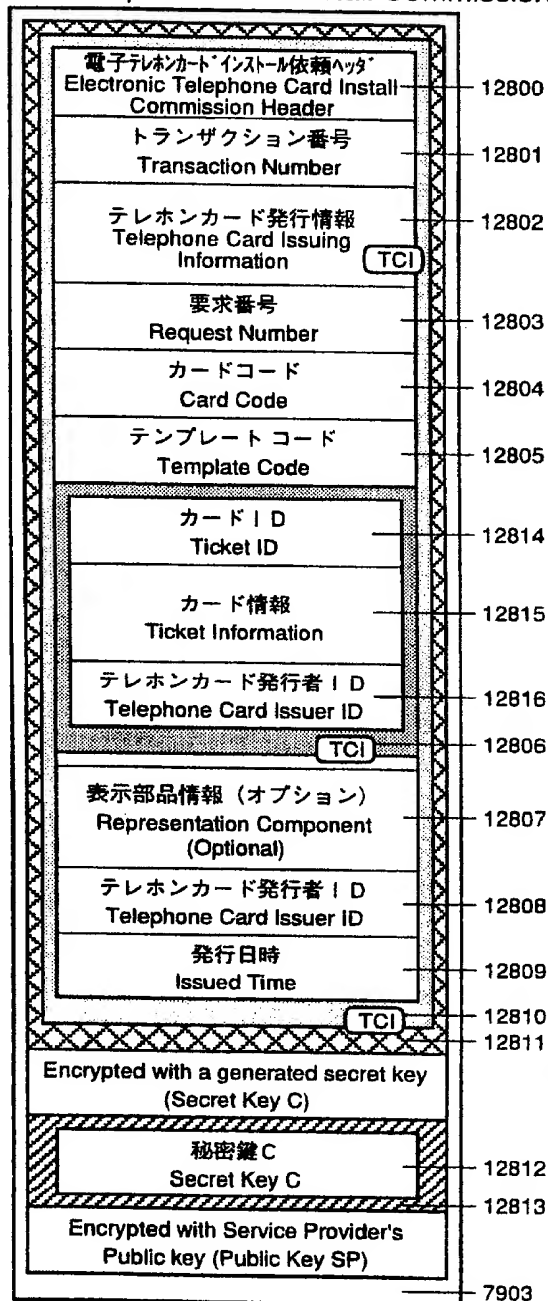 電子テレホンカードインストール依頼ヘッダ
Electronic Telephone Card Install
Commission Header
12800
トランザクション番号
Transaction Number
12801
テレホンカード発行情報
Telephone Card Issuing
Information
TCI
12802
要求番号
Request Number
12803
カードコード
Card Code
12804
テンプレート コード
Template Code
12805
カードID
Ticket ID
12814
カード情報
Ticket Information
12815
テレホンカード発行者ID
Telephone Card Issuer ID
12816
TCI
12806
表示部品情報（オプション）
Representation Component
(Optional)
12807
テレホンカード発行者ID
Telephone Card Issuer ID
12808
発行日時
Issued Time
12809
TCI
12810
12811
Encrypted with a generated secret key
(Secret Key C)
秘密鍵C
Secret Key C
12812
12813
Encrypted with Service Provider's
Public key (Public Key SP)
7903